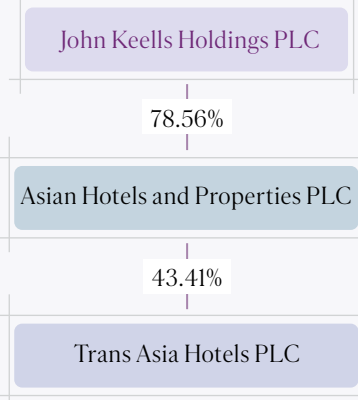 John Keells Holdings PLC
78.56%
Asian Hotels and Properties PLC
43.41%
Trans Asia Hotels PLC